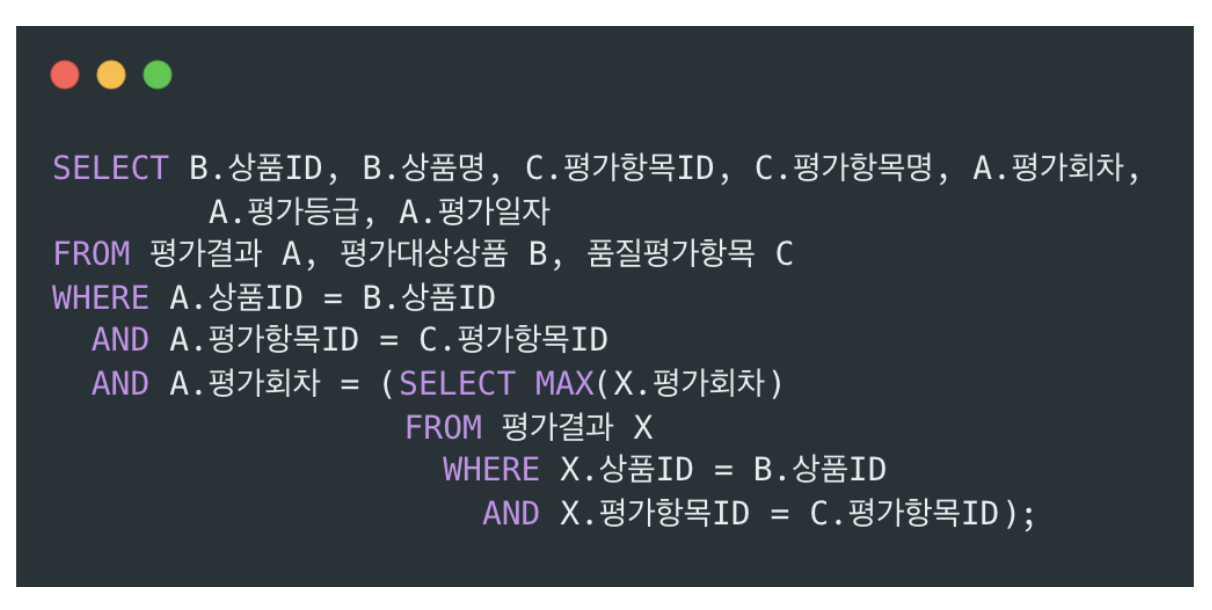 SELECT B.상품ID, B.상품명, C.평가항목ID, C.평가항목명, A.평가회차,
A.평가등급, A.평가일자
FROM 평가결과 A, 평가대상상품 B, 품질평가항목 C
WHERE A.상품ID = B.상품ID
AND A.평가항목ID = C.평가항목ID
AND A.평가회차 = (SELECT MAX(X.평가회차)
FROM 평가결과 X
WHERE X.상품ID = B.상품ID
AND X.평가항목ID = C.평가항목ID);